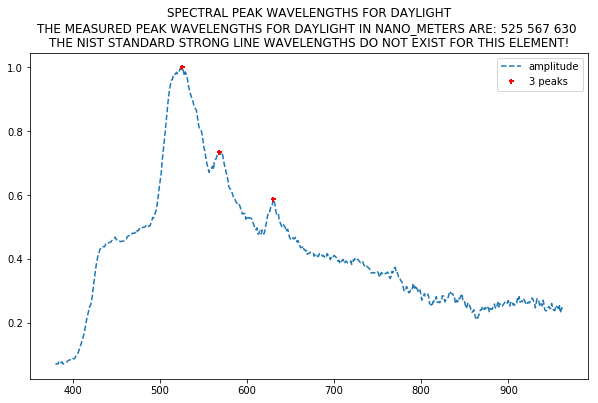 SPECTRAL PEAK WAVELENGTHS FOR DAYLIGHT
THE MEASURED PEAK WAVELENGTHS FOR DAYLIGHT IN NANO_METERS ARE: 525 567 630
THE NIST STANDARD STRONG LINE WAVELENGTHS DO NOT EXIST FOR THIS ELEMENT!
amplitude
3 peaks
1.0
0.8
0.6
0.4
0.2
400 500 600 700 800 900